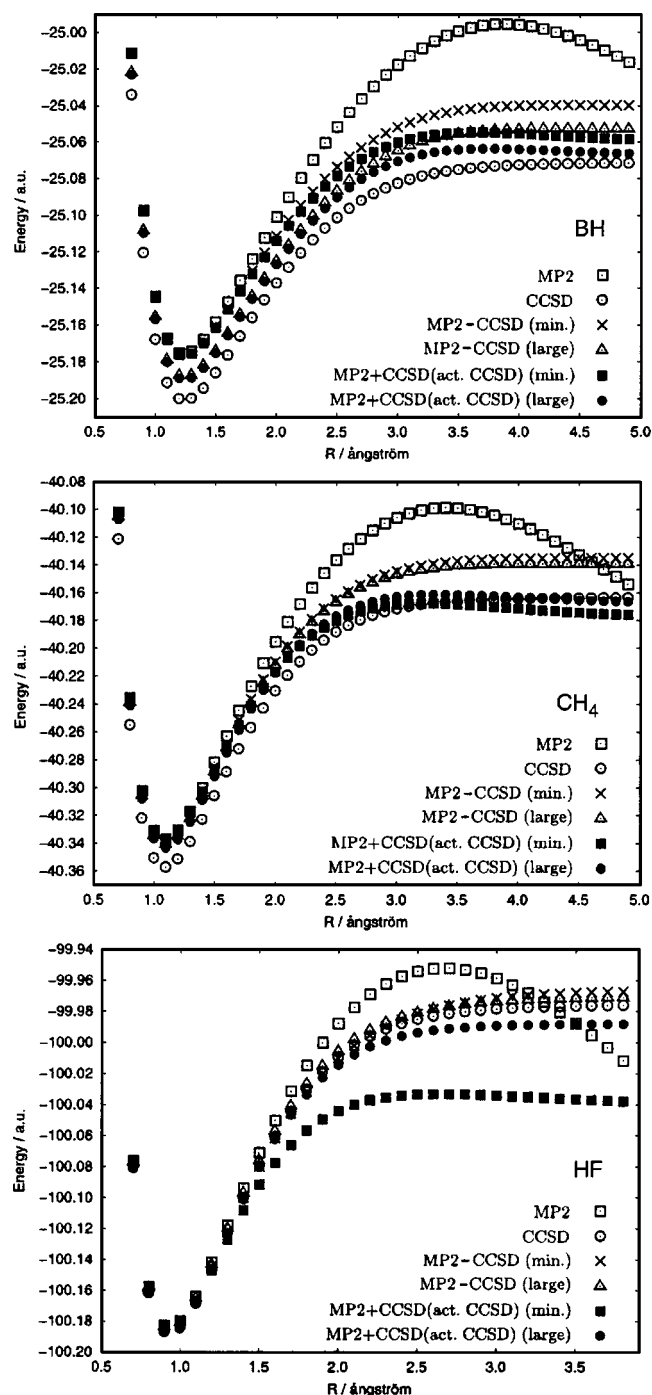 -25.00
-25.02
-25.04
-25.06
-25.08
-25.10
-25.12
-25.14
-25.16
-25.18
-25.20
Energy / a.u.
BH
MP2
CCSD
MP2-CCSD (min.)
MP2-CCSD (large)
MP2+CCSD(act. CCSD) (min.)
MP2+CCSD(act. CCSD) (large)
0.5 1.0 1.5 2.0 2.5 3.0 3.5 4.0 4.5 5.0
R / ångström
-40.08
-40.10
-40.12
-40.14
-40.16
-40.18
-40.20
-40.22
-40.24
-40.26
-40.28
-40.30
-40.32
-40.34
-40.36
Energy / a.u.
CH4
MP2
CCSD
MP2-CCSD (min.)
MP2-CCSD (large)
MP2+CCSD(act. CCSD) (min.)
MP2+CCSD(act. CCSD) (large)
0.5 1.0 1.5 2.0 2.5 3.0 3.5 4.0 4.5 5.0
R / ångström
-99.94
-99.96
-99.98
-100.00
-100.02
-100.04
-100.06
-100.08
-100.10
-100.12
-100.14
-100.16
-100.18
-100.20
Energy / a.u.
HF
MP2
CCSD
MP2-CCSD (min.)
MP2-CCSD (large)
MP2+CCSD(act. CCSD) (min.)
MP2+CCSD(act. CCSD) (large)
0.5 1.0 1.5 2.0 2.5 3.0 3.5
R / ångström